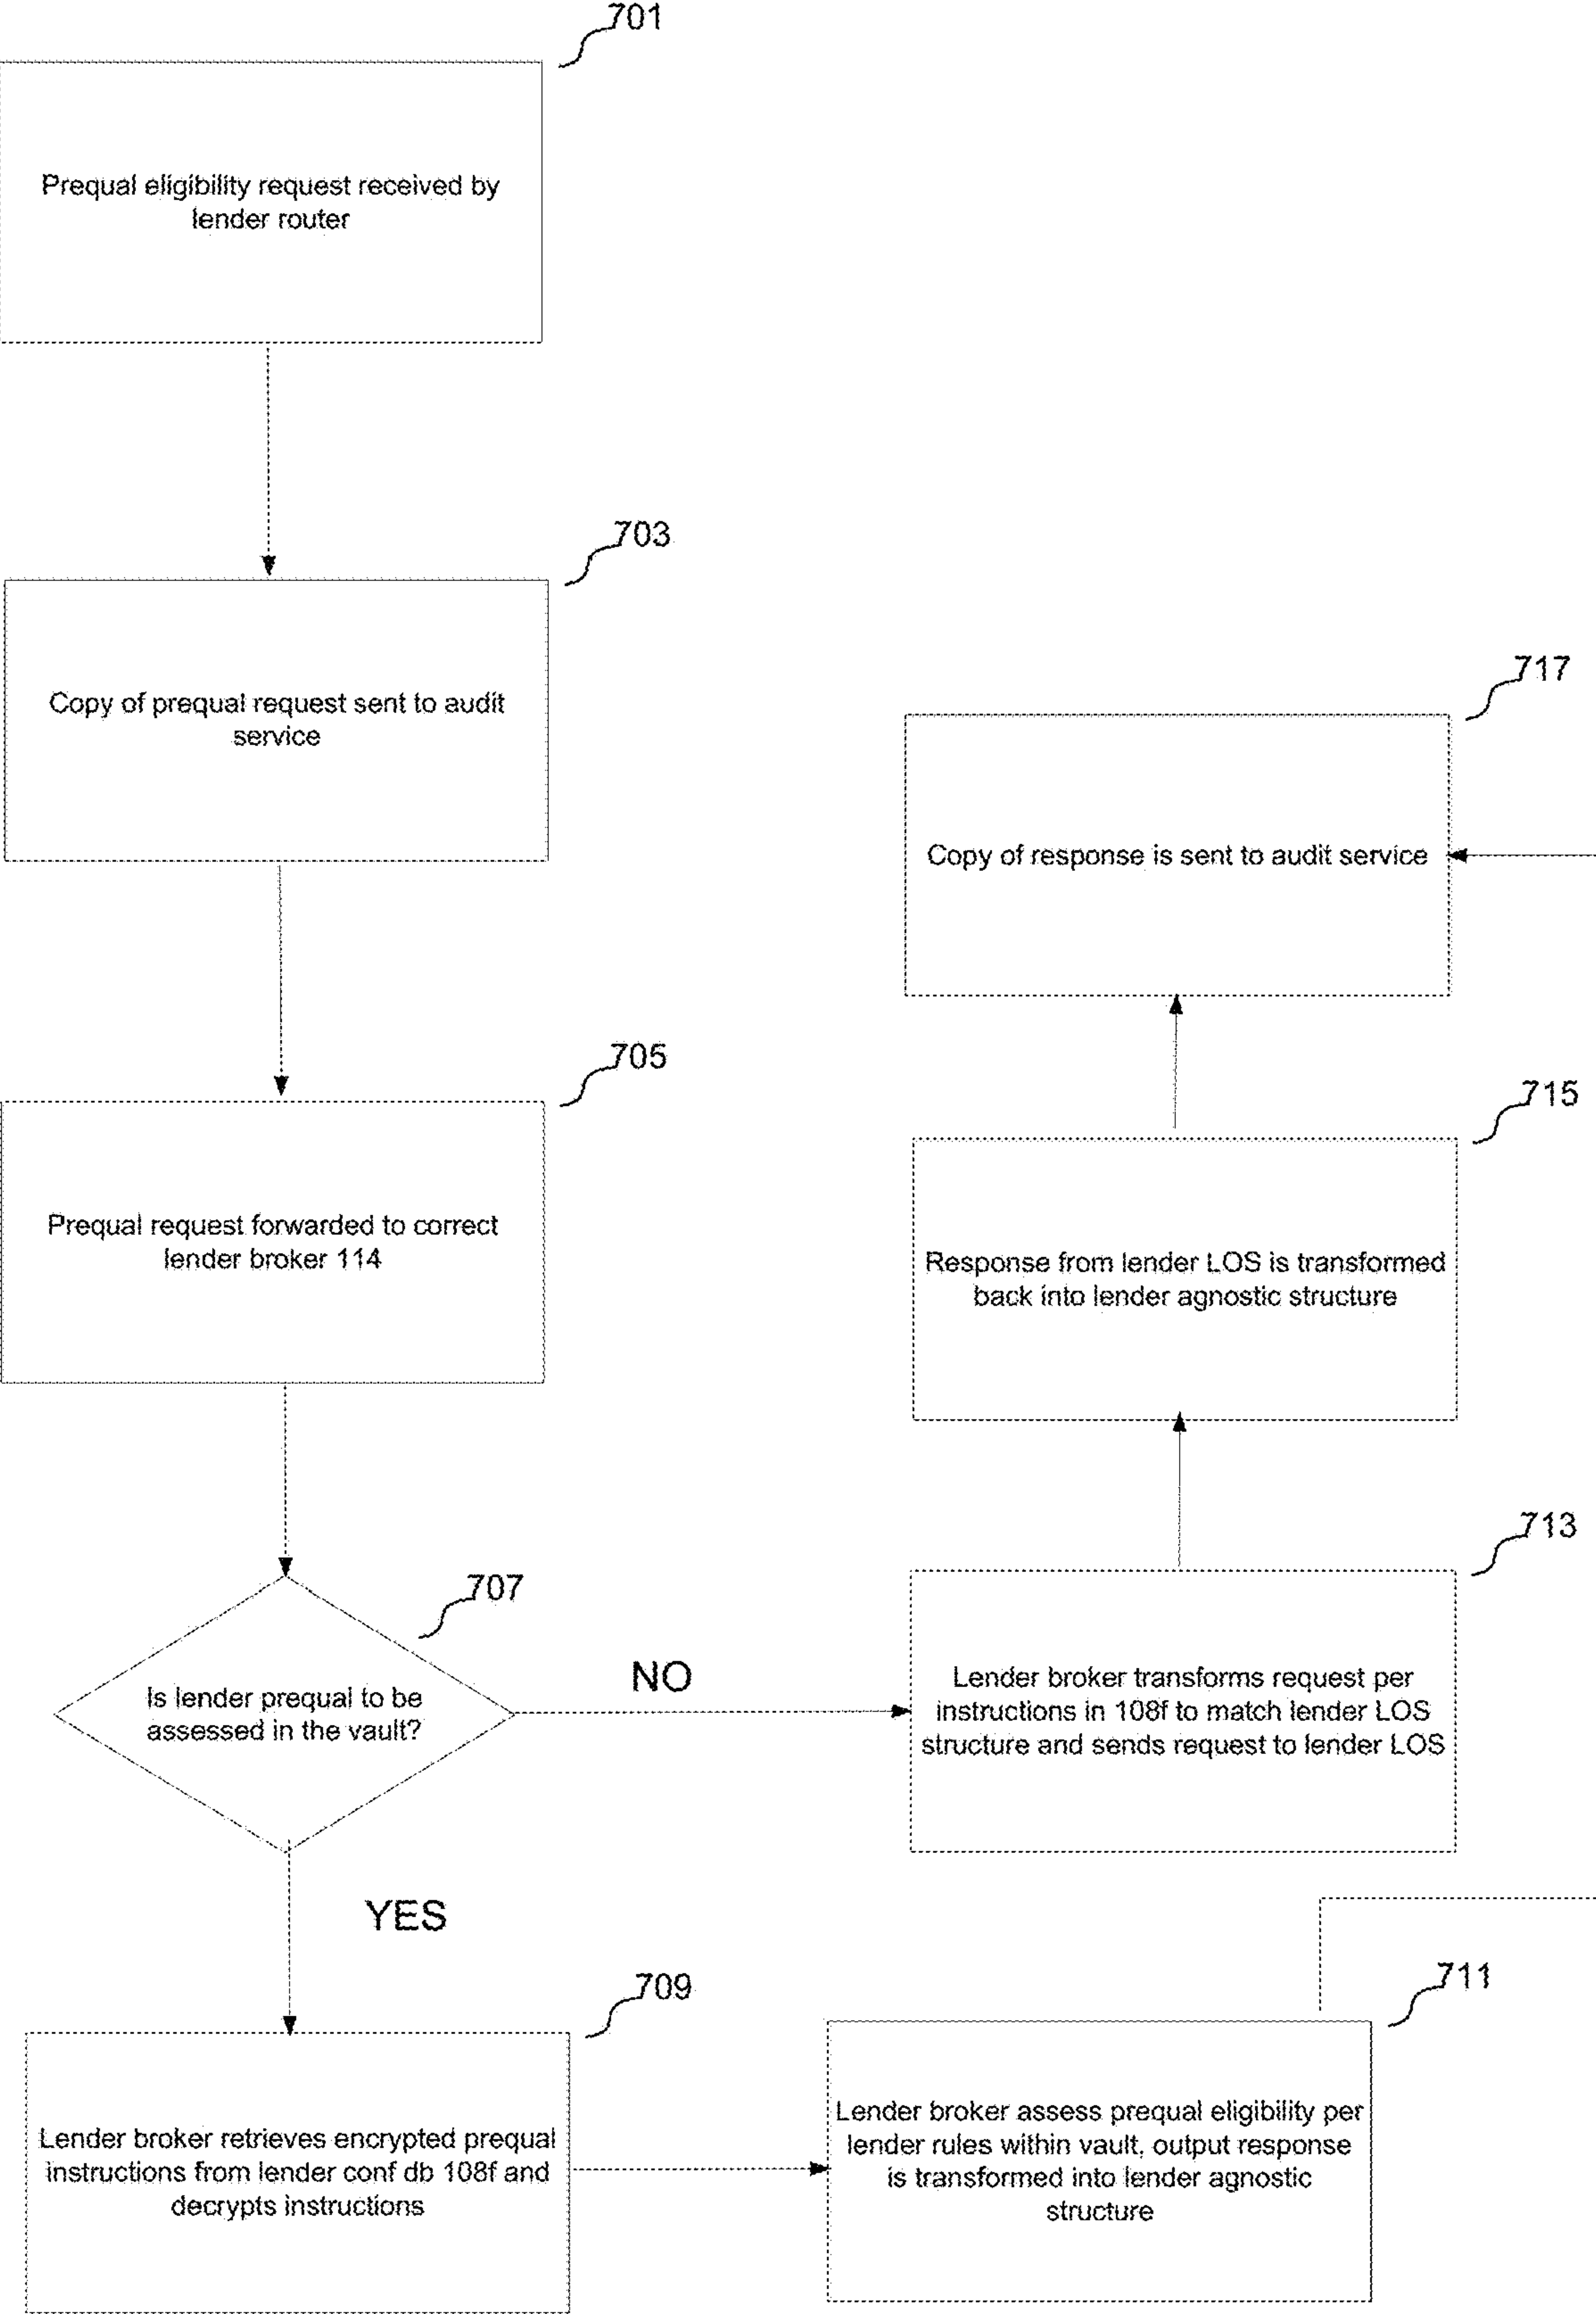 701
Prequal eligibility request received by
lender router
703
Copy of prequal request sent to audit
service
717
Copy of response is sent to audit service
705
Prequal request forwarded to correct
lender broker 114
715
Response from lender LOS is transformed
back into lender agnostic structure
707
Is lender prequal to be
assessed in the vault?
NO
713
Lender broker transforms request per
instructions in 108f to match lender LOS
structure and sends request to lender LOS
YES
709
Lender broker retrieves encrypted prequal
instructions from lender conf db 108f and
decrypts instructions
711
Lender broker assess prequal eligibility per
lender rules within vault, output response
is transformed into lender agnostic
structure